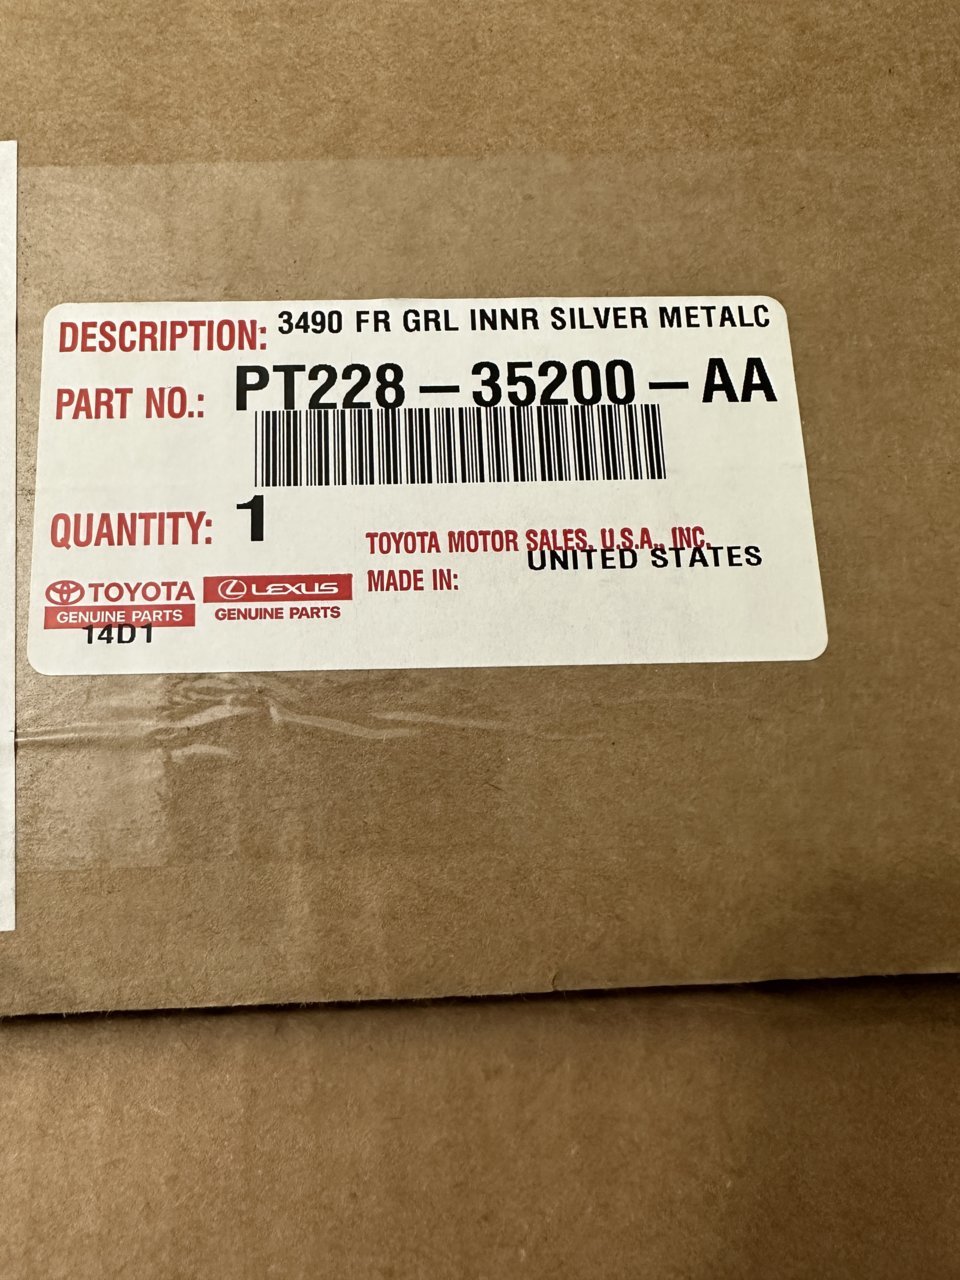 DESCRIPTION: 3490 FR GRL INNR SILVER METALC
PART NO.: PT228-35200-AA
QUANTITY: 1
TOYOTA MOTOR SALES, U.S.A., INC.
UNITED STATES
MADE IN:
TOYOTA
GENUINE PARTS
LEXUS
GENUINE PARTS
14D1